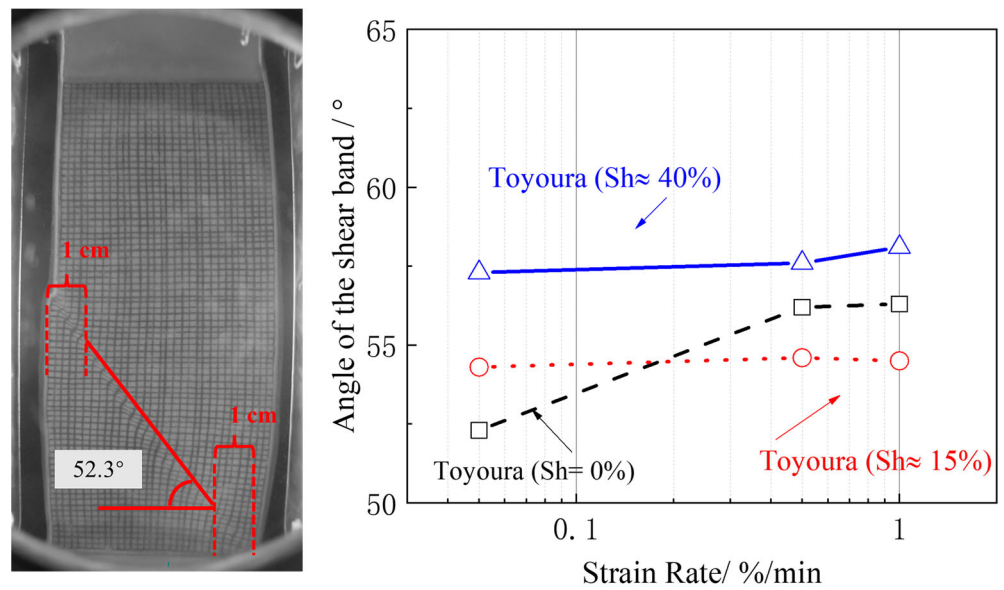 1 cm
1 cm
52.3°
Angle of the shear band / °
65
60
55
50
Toyoura (Sh≈ 40%)
Toyoura (Sh= 0%)
Toyoura (Sh≈ 15%)
0.1
1
Strain Rate/ %/min